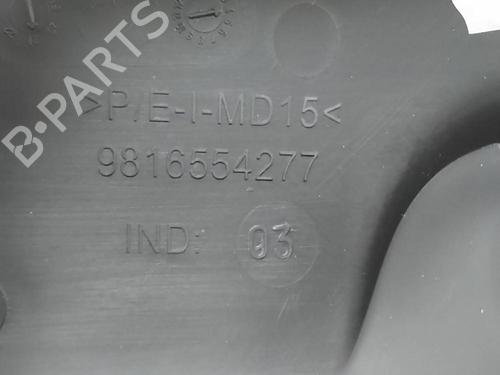 >P/E-I-MD15<
9816554277
IND: 03
B-PARTS